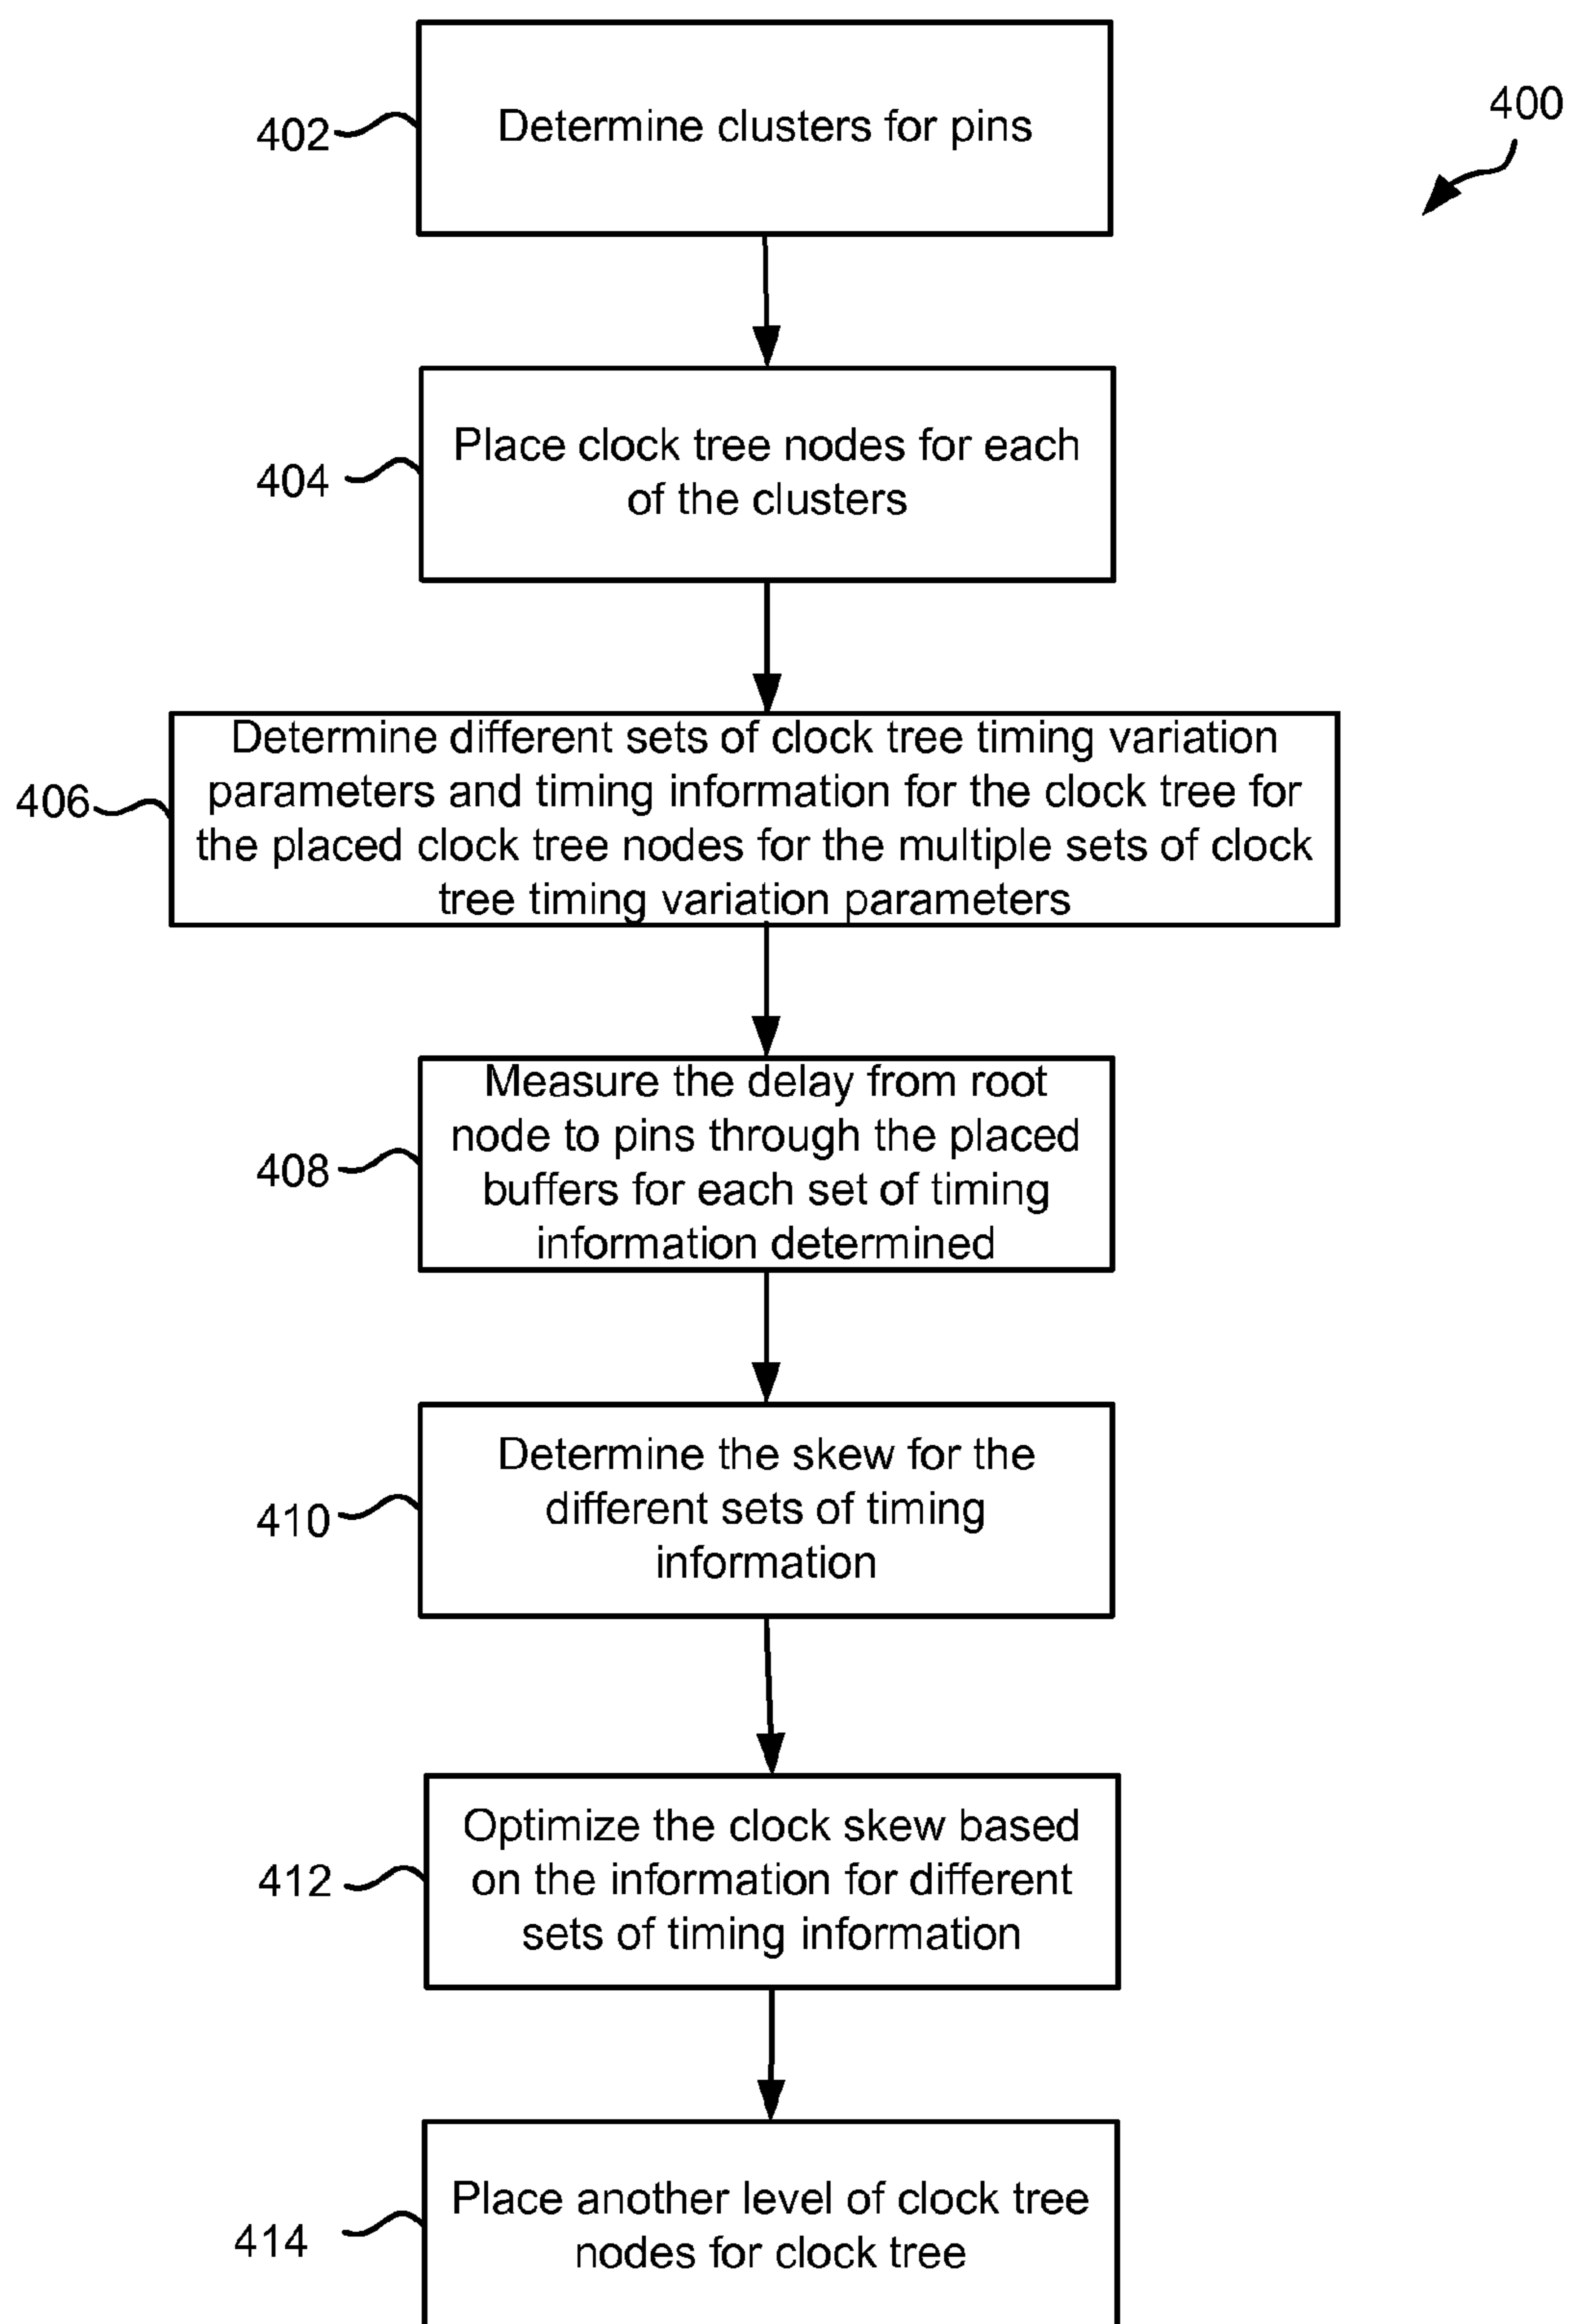 400
402
Determine clusters for pins
404
Place clock tree nodes for each
of the clusters
406
Determine different sets of clock tree timing variation
parameters and timing information for the clock tree for
the placed clock tree nodes for the multiple sets of clock
tree timing variation parameters
408
Measure the delay from root
node to pins through the placed
buffers for each set of timing
information determined
410
Determine the skew for the
different sets of timing
information
412
Optimize the clock skew based
on the information for different
sets of timing information
414
Place another level of clock tree
nodes for clock tree